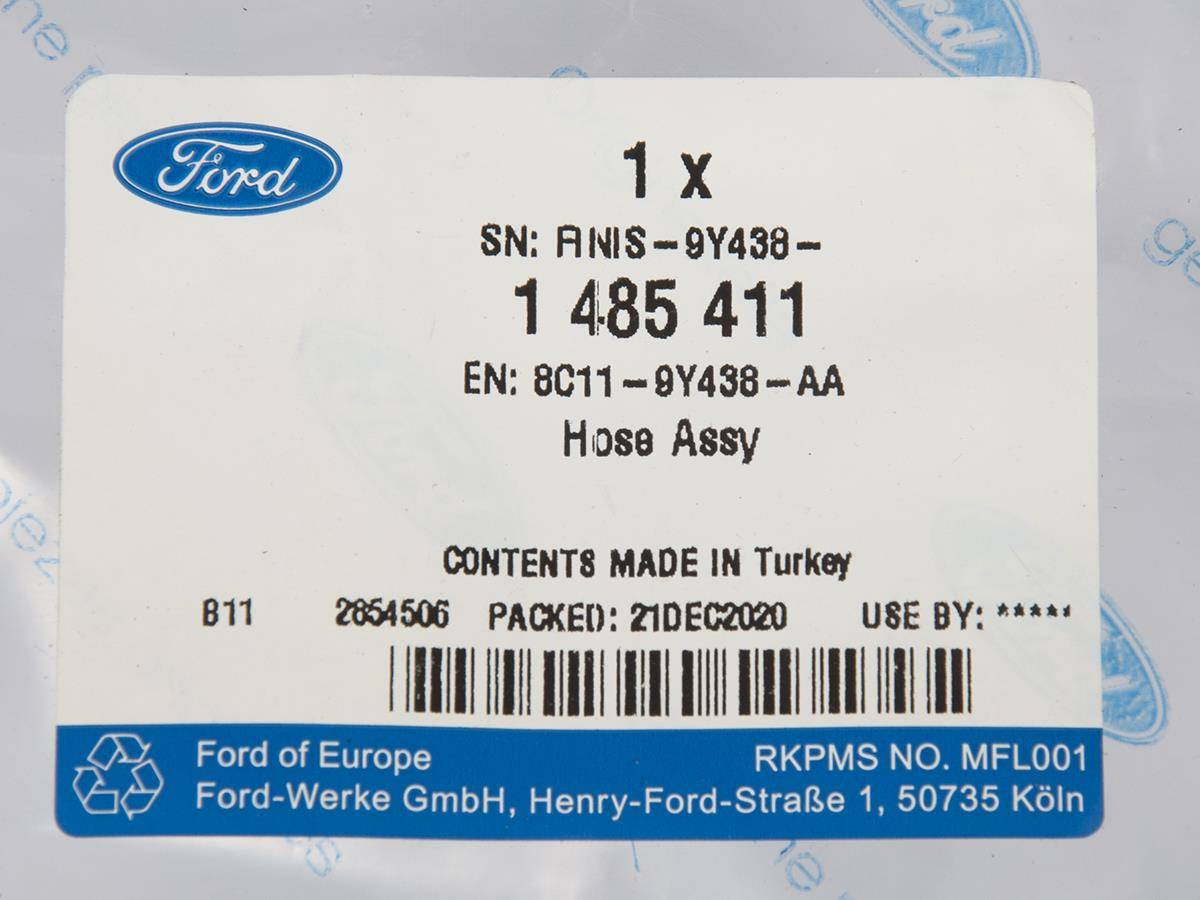 Ford
1 x
SN: FINIS-9Y438-
1 485 411
EN: 8C11-9Y438-AA
Hose Assy
CONTENTS MADE IN Turkey
B11 2854506 PACKED: 21DEC2020 USE BY: *****
Ford of Europe RKPMS NO. MFL001
Ford-Werke GmbH, Henry-Ford-Straße 1, 50735 Köln